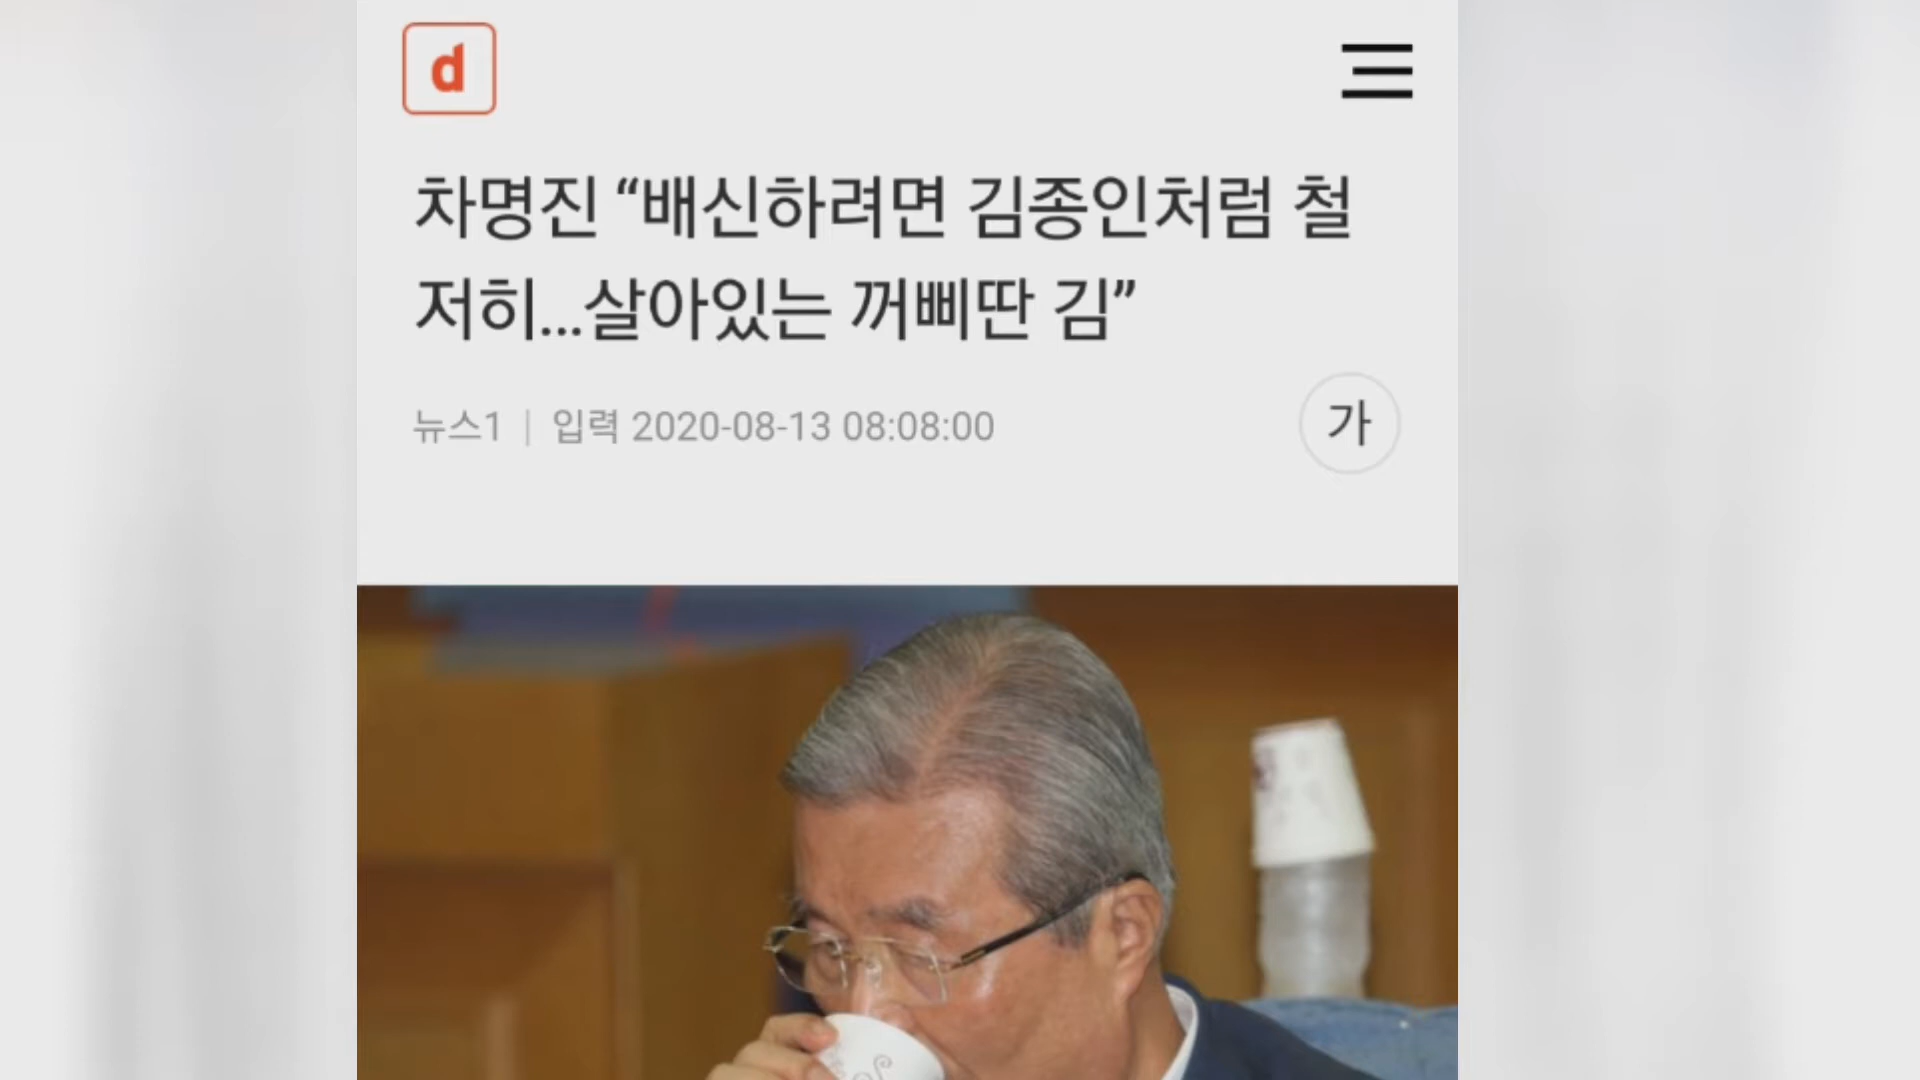 d
차명진 “배신하려면 김종인처럼 철
저히...살아있는 꺼삐딴 김”
뉴스1 | 입력 2020-08-13 08:08:00
가